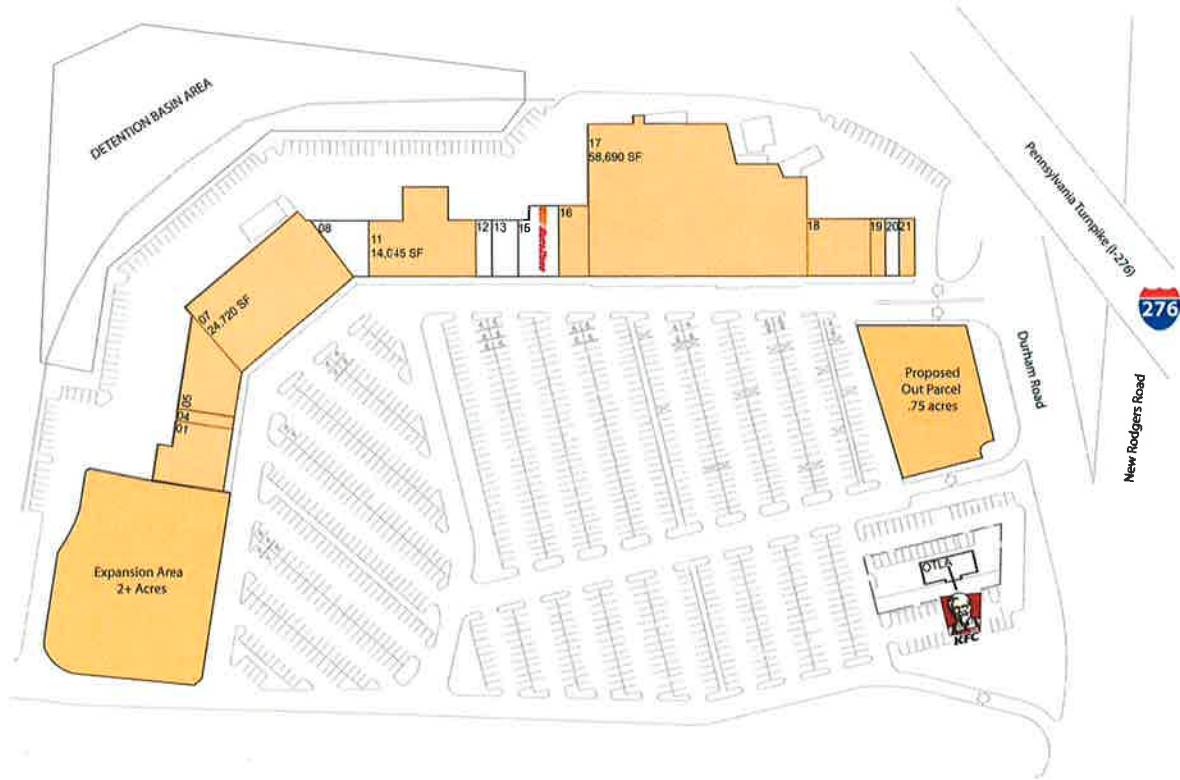 DETENTION BASIN AREA
Pennsylvania Turnpike (I-276)
276
17
58,690 SF
08
11
14,045 SF
12
13
15
16
18
19
20
21
07
24,720 SF
05
04
01
Proposed
Out Parcel
.75 acres
Durham Road
New Rodgers Road
Expansion Area
2+ Acres
OTLA
KFC